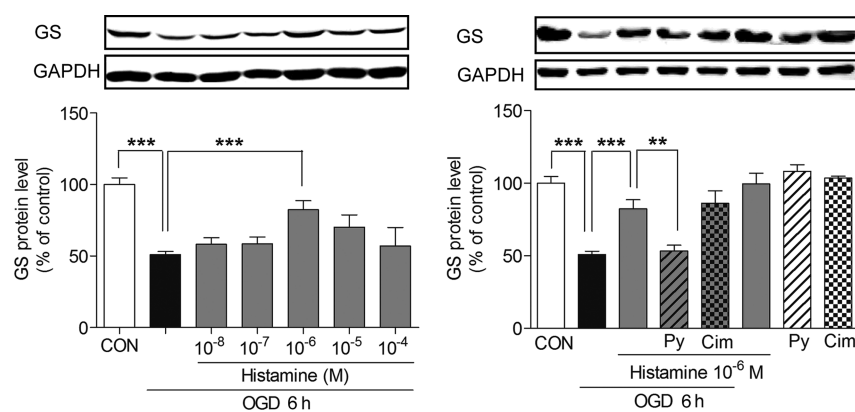 GS
GAPDH
150
100
50
0
GS protein level
(% of control)
***
***
CON
10-8
10-7
10-6
10-5
10-4
Histamine (M)
OGD 6 h
GS
GAPDH
150
100
50
0
GS protein level
(% of control)
***
***
**
CON
Py
Cim
Py
Cim
Histamine 10-6 M
OGD 6 h